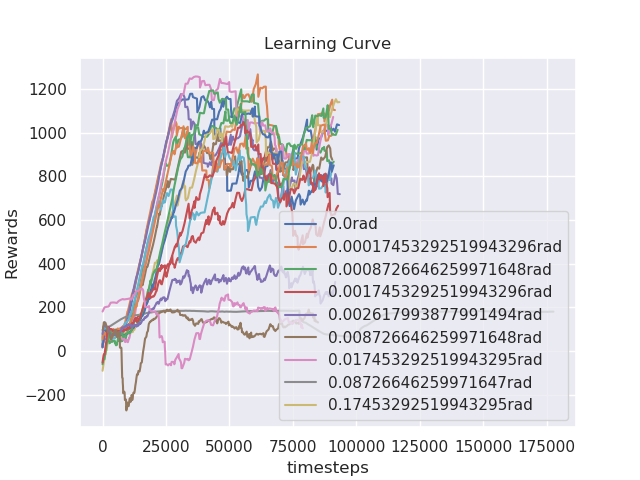 Learning Curve
Rewards
1200
1000
800
600
400
200
0
−200
0.0rad
0.00017453292519943296rad
0.0008726646259971648rad
0.0017453292519943296rad
0.002617993877991494rad
0.008726646259971648rad
0.017453292519943295rad
0.08726646259971647rad
0.17453292519943295rad
0 25000 50000 75000 100000 125000 150000 175000
timesteps